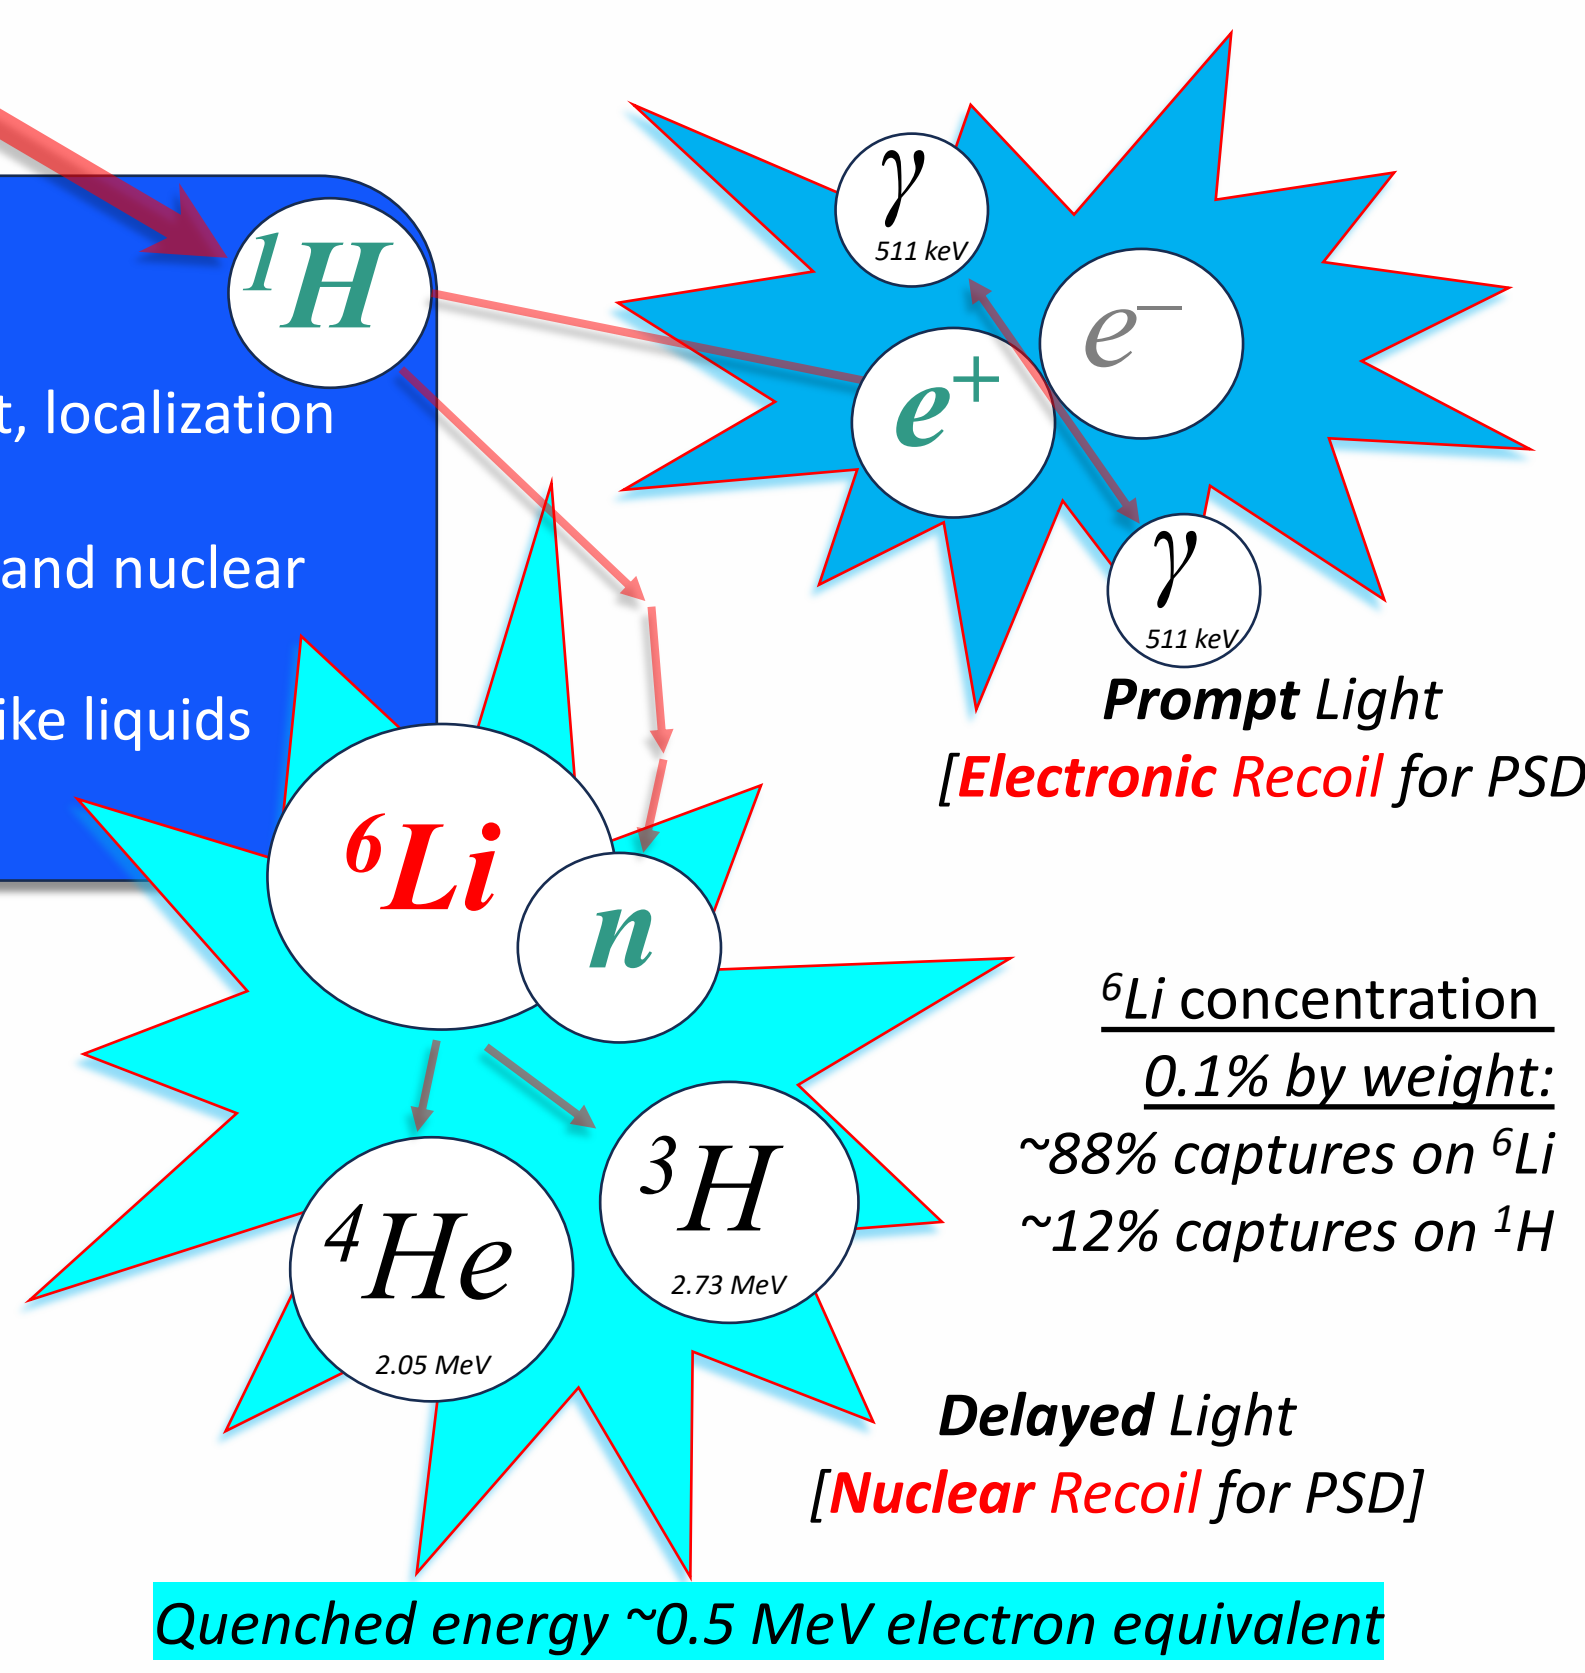 γ
511 keV
¹H
e⁻
e⁺
t, localization
and nuclear
γ
511 keV
ike liquids
Prompt Light
[Electronic Recoil for PSD
⁶Li
n
⁶Li concentration
0.1% by weight:
~88% captures on ⁶Li
~12% captures on ¹H
³H
2.73 MeV
⁴He
2.05 MeV
Delayed Light
[Nuclear Recoil for PSD]
Quenched energy ~0.5 MeV electron equivalent